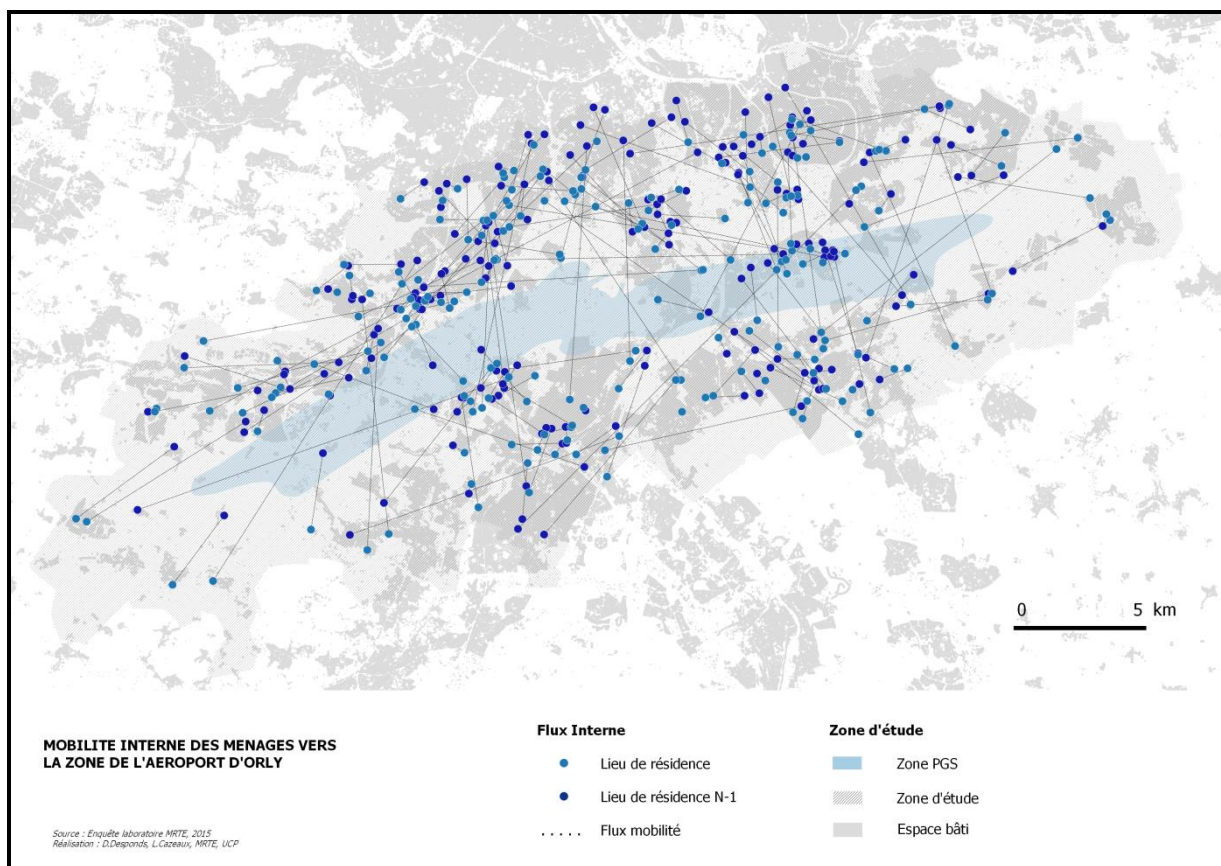 0 5 km
MOBILITE INTERNE DES MENAGES VERS
LA ZONE DE L'AEROPORT D'ORLY
Source : Enquête laboratoire MRTE, 2015
Réalisation : D.Desponds, L.Cazeaux, MRTE, UCP
Flux Interne
Lieu de résidence
Lieu de résidence N-1
Flux mobilité
Zone d'étude
Zone PGS
Zone d'étude
Espace bâti